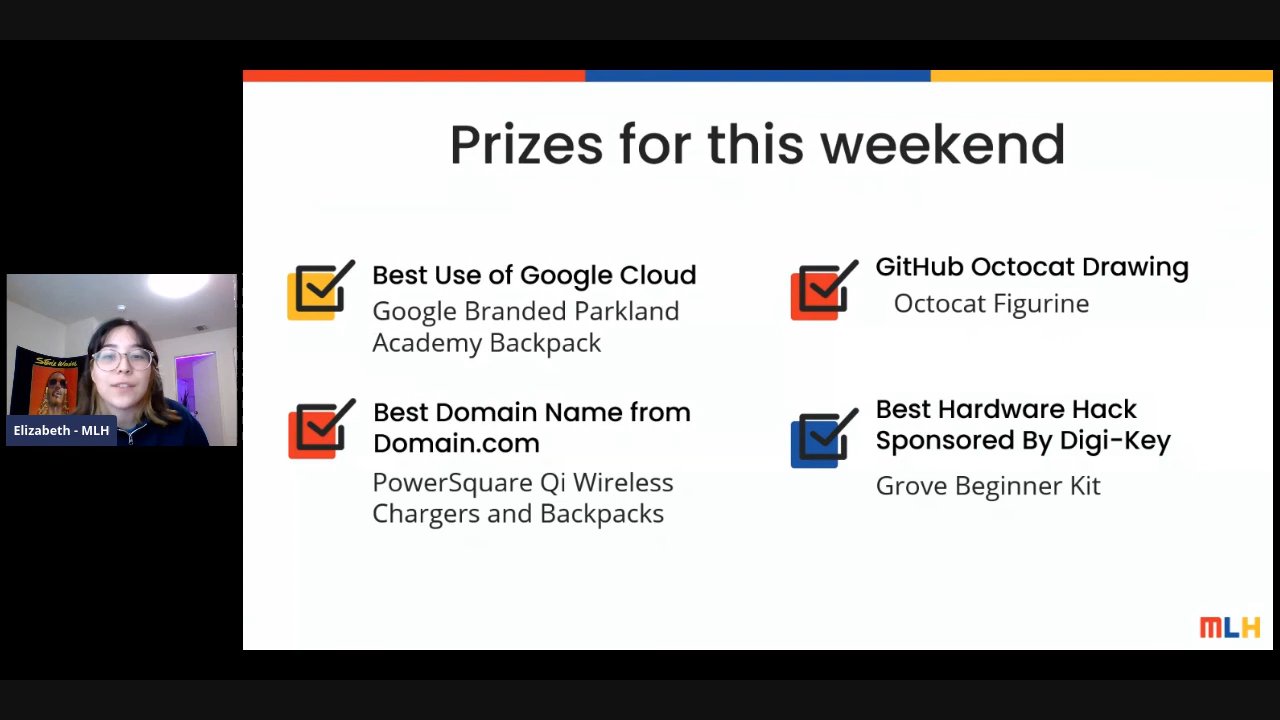 Prizes for this weekend
Best Use of Google Cloud
Google Branded Parkland
Academy Backpack
GitHub Octocat Drawing
Octocat Figurine
Best Domain Name from
Domain.com
PowerSquare Qi Wireless
Chargers and Backpacks
Best Hardware Hack
Sponsored By Digi-Key
Grove Beginner Kit
Stevie Wonder
Elizabeth - MLH
MLH